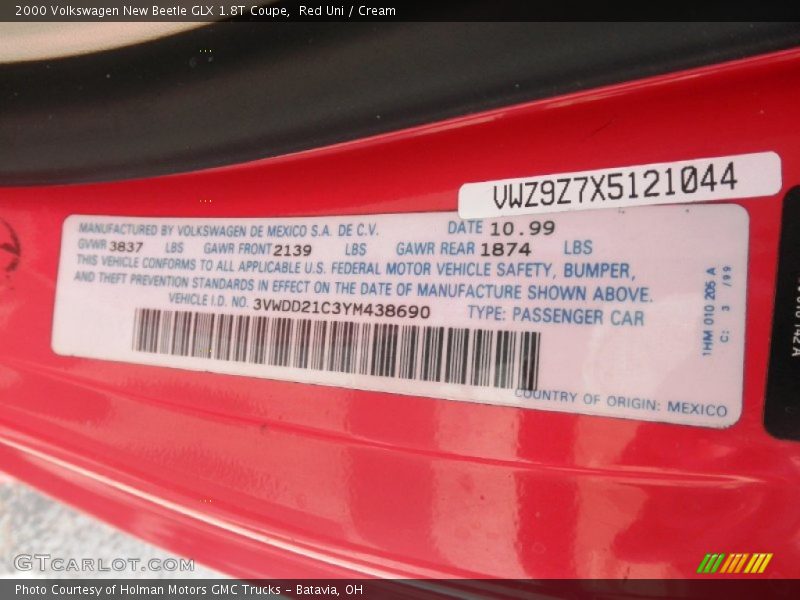 2000 Volkswagen New Beetle GLX 1.8T Coupe, Red Uni / Cream
VWZ9Z7X5121044
MANUFACTURED BY VOLKSWAGEN DE MEXICO S.A. DE C.V. DATE 10.99
GVWR 3837 LBS GAWR FRONT 2139 LBS GAWR REAR 1874 LBS
THIS VEHICLE CONFORMS TO ALL APPLICABLE U.S. FEDERAL MOTOR VEHICLE SAFETY, BUMPER,
AND THEFT PREVENTION STANDARDS IN EFFECT ON THE DATE OF MANUFACTURE SHOWN ABOVE.
VEHICLE I.D. NO. 3VWDD21C3YM438690 TYPE: PASSENGER CAR
COUNTRY OF ORIGIN: MEXICO
1HM 010 205 A
C: 3 /99
GTCARLOT.COM
Photo Courtesy of Holman Motors GMC Trucks - Batavia, OH